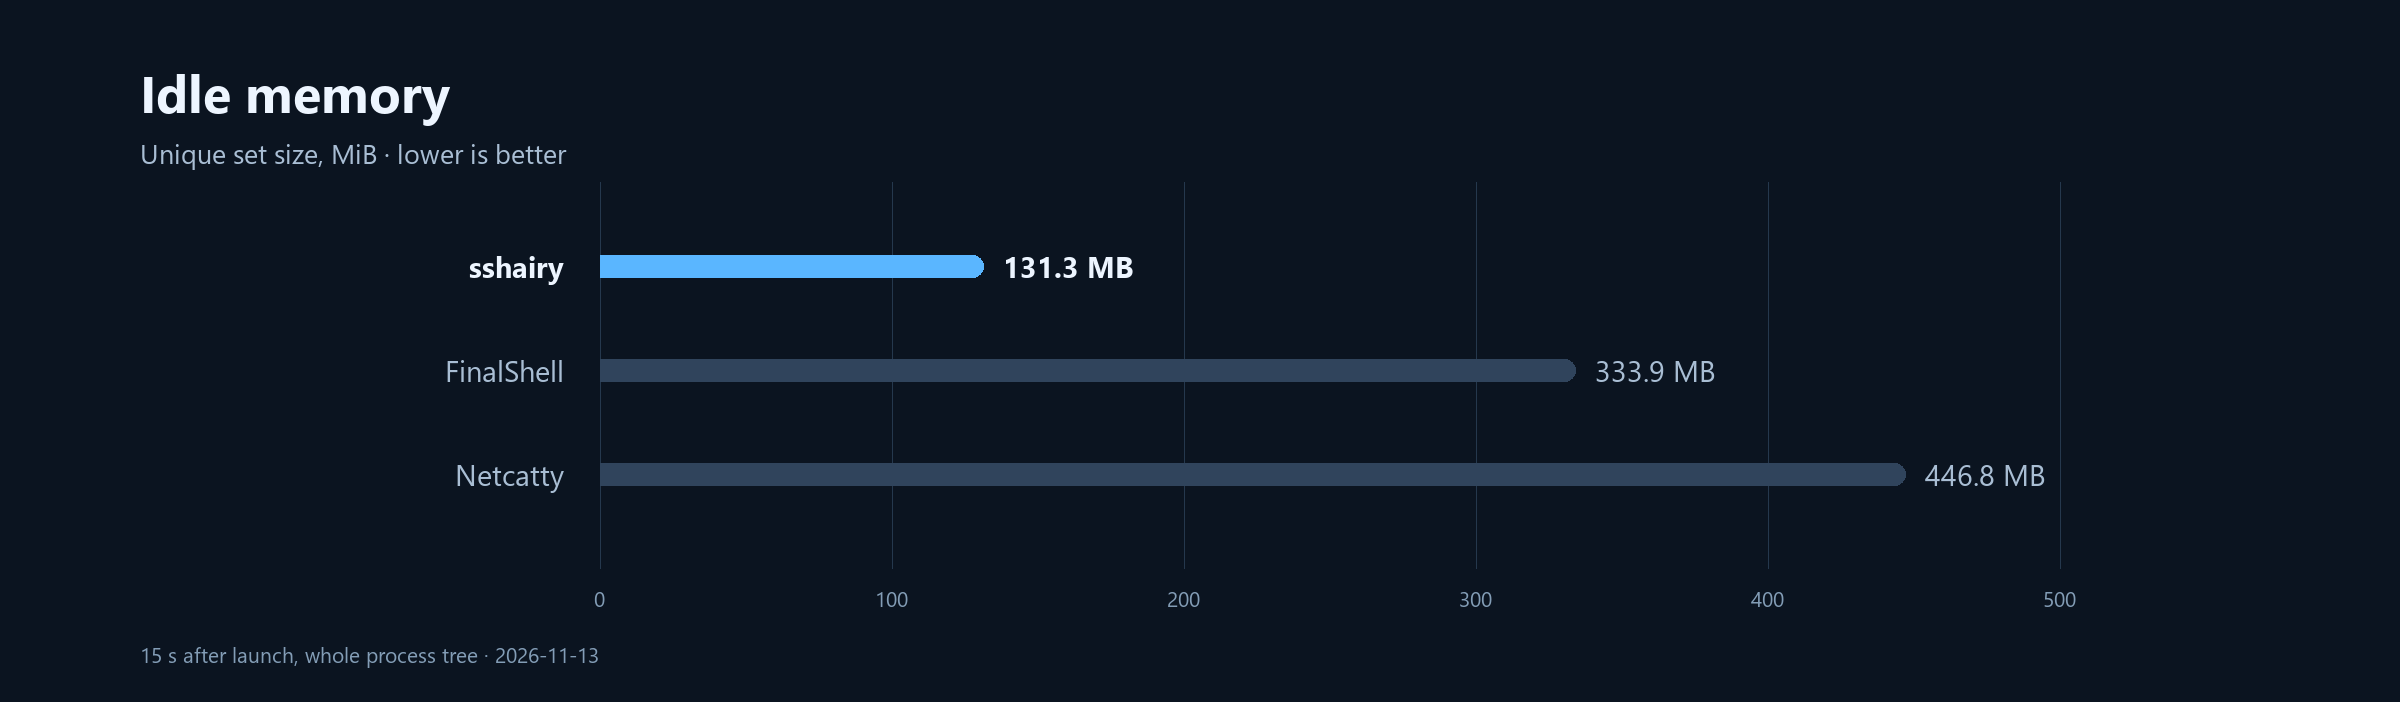 Idle memory
Unique set size, MiB · lower is better
sshairy 131.3 MB
FinalShell 333.9 MB
Netcatty 446.8 MB
0 100 200 300 400 500
15 s after launch, whole process tree · 2026-11-13